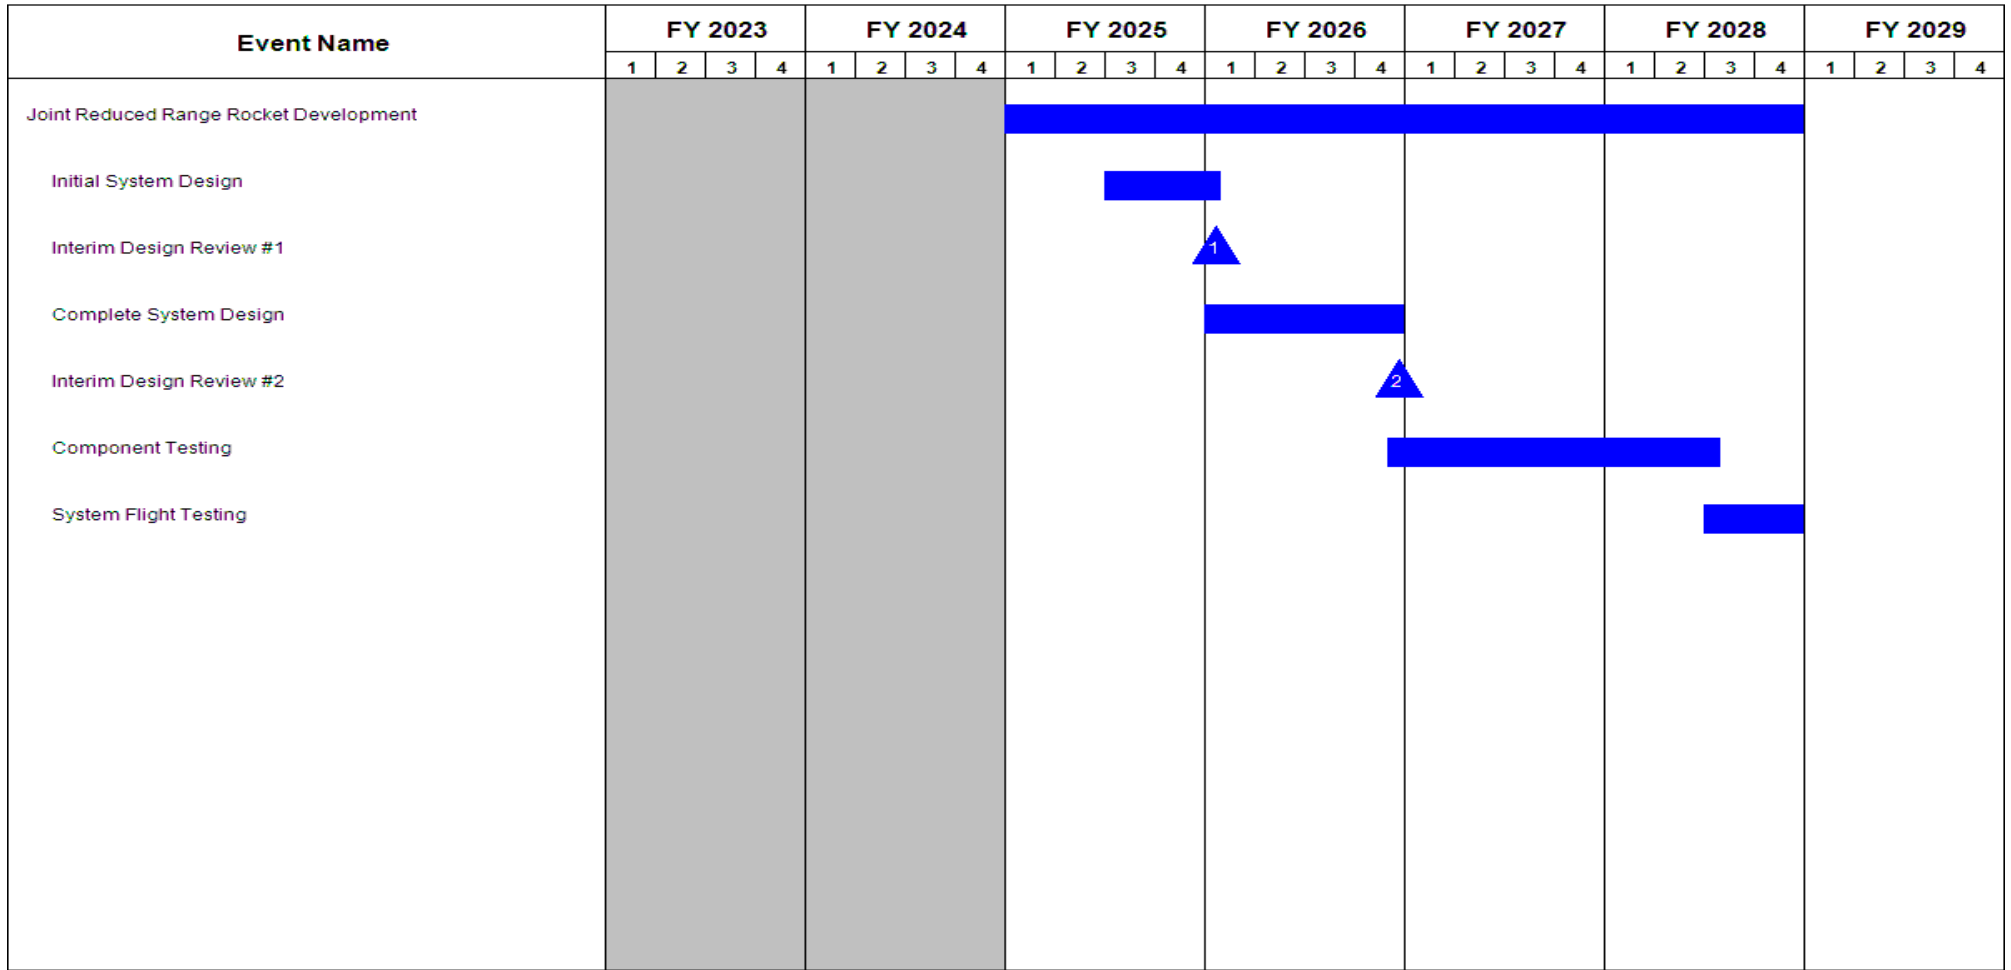 Event Name
FY 2023 FY 2024 FY 2025 FY 2026 FY 2027 FY 2028 FY 2029
1 2 3 4 1 2 3 4 1 2 3 4 1 2 3 4 1 2 3 4 1 2 3 4 1 2 3 4
Joint Reduced Range Rocket Development
Initial System Design
Interim Design Review #1
1
Complete System Design
Interim Design Review #2
2
Component Testing
System Flight Testing